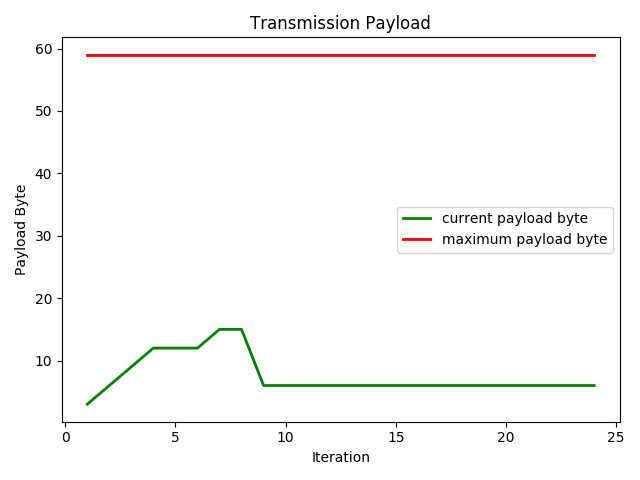 Transmission Payload
60
50
40
30
20
10
Payload Byte
current payload byte
maximum payload byte
0 5 10 15 20 25
Iteration